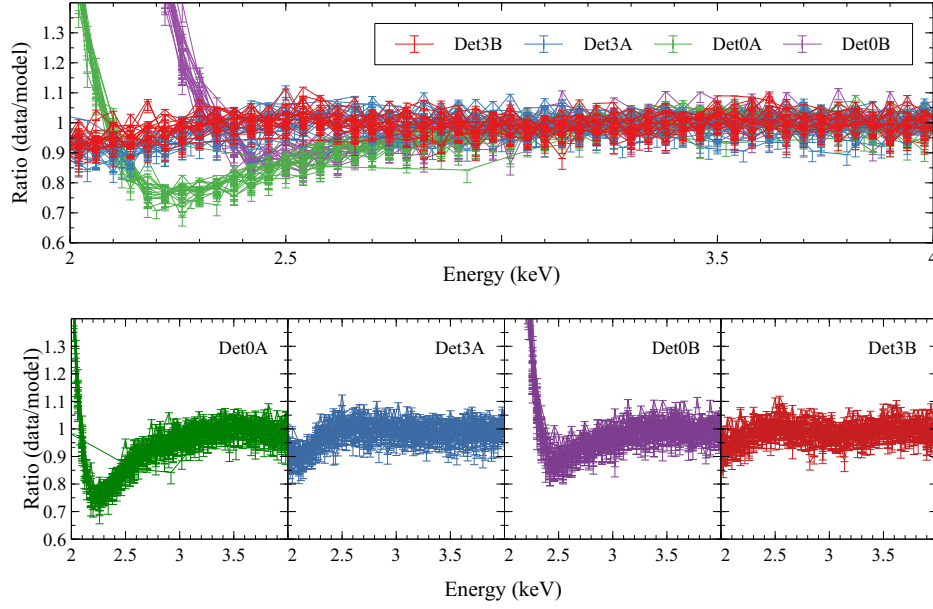 Ratio (data/model)
1.3
1.2
1.1
1
0.9
0.8
0.7
0.6
Det3B Det3A Det0A Det0B
2 2.5 3.5 4
Energy (keV)
Ratio (data/model)
1.3
1.2
1.1
1
0.9
0.8
0.7
0.6
Det0A Det3A Det0B Det3B
2 2.5 3 3.5 2 2.5 3 3.5 2 2.5 3 3.5 2 2.5 3 3.5
Energy (keV)